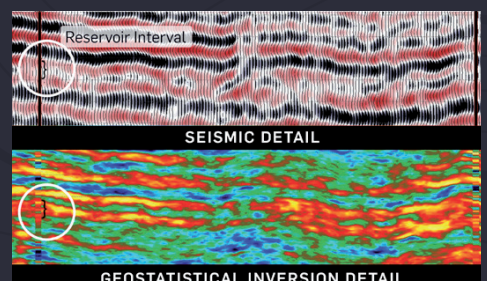 Reservoir Interval
SEISMIC DETAIL
GEOSTATISTICAL INVERSION DETAIL